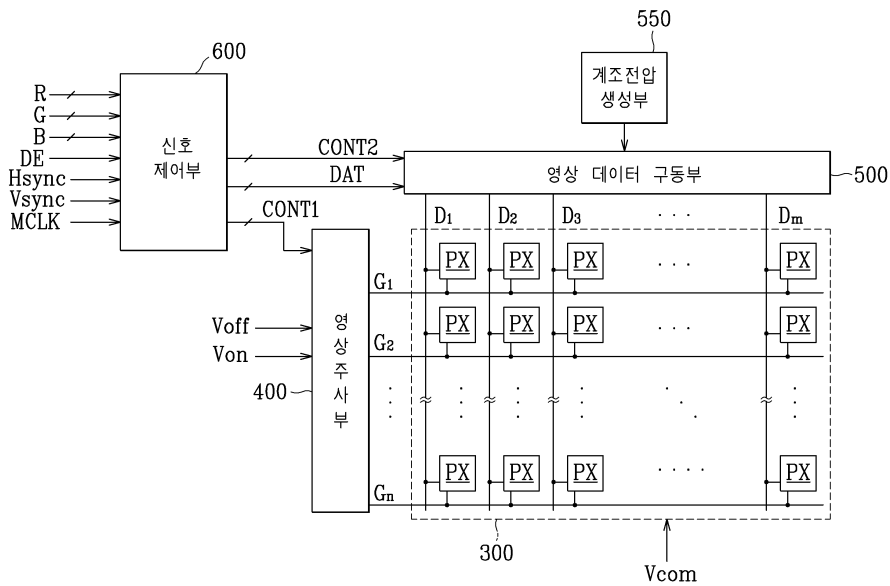 600
550
R
G
B
DE
Hsync
Vsync
MCLK
신호
제어부
계조전압
생성부
CONT2
DAT
CONT1
영상 데이터 구동부
500
D1 D2 D3 · · · Dm
PX PX PX · · · PX
G1
PX PX PX · · · PX
G2
Voff
Von
영상주사부
400
PX PX PX · · · · PX
Gn
300
Vcom